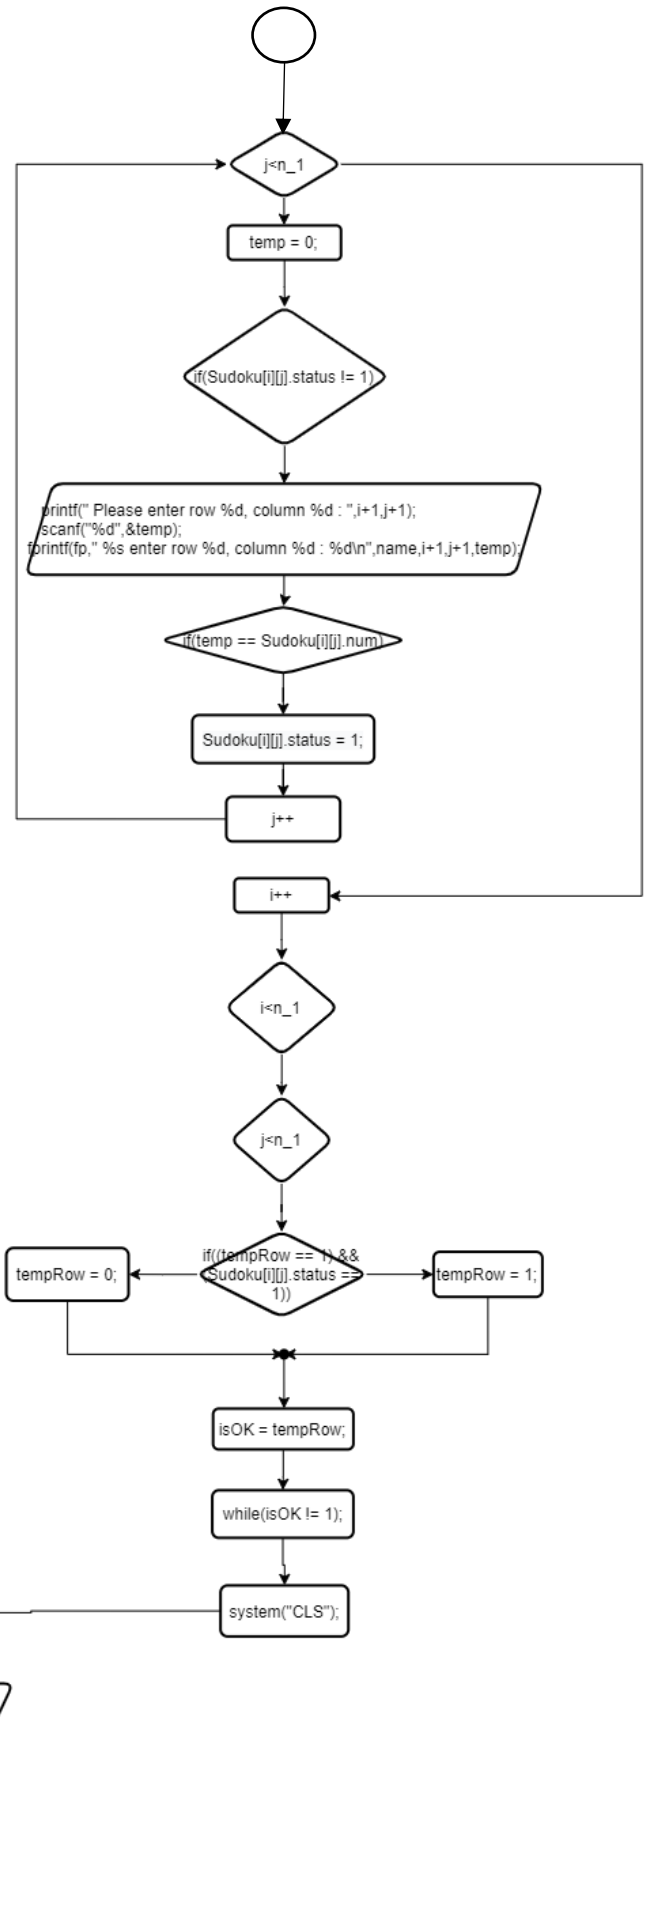 j<n_1
temp = 0;
if(Sudoku[i][j].status != 1)
printf(" Please enter row %d, column %d : ",i+1,j+1);
scanf("%d",&temp);
fprintf(fp," %s enter row %d, column %d : %d\n",name,i+1,j+1,temp);
if(temp == Sudoku[i][j].num)
Sudoku[i][j].status = 1;
j++
i++
i<n_1
j<n_1
if((tempRow == 1) &&
(Sudoku[i][j].status ==
1))
tempRow = 0;
tempRow = 1;
isOK = tempRow;
while(isOK != 1);
system("CLS");